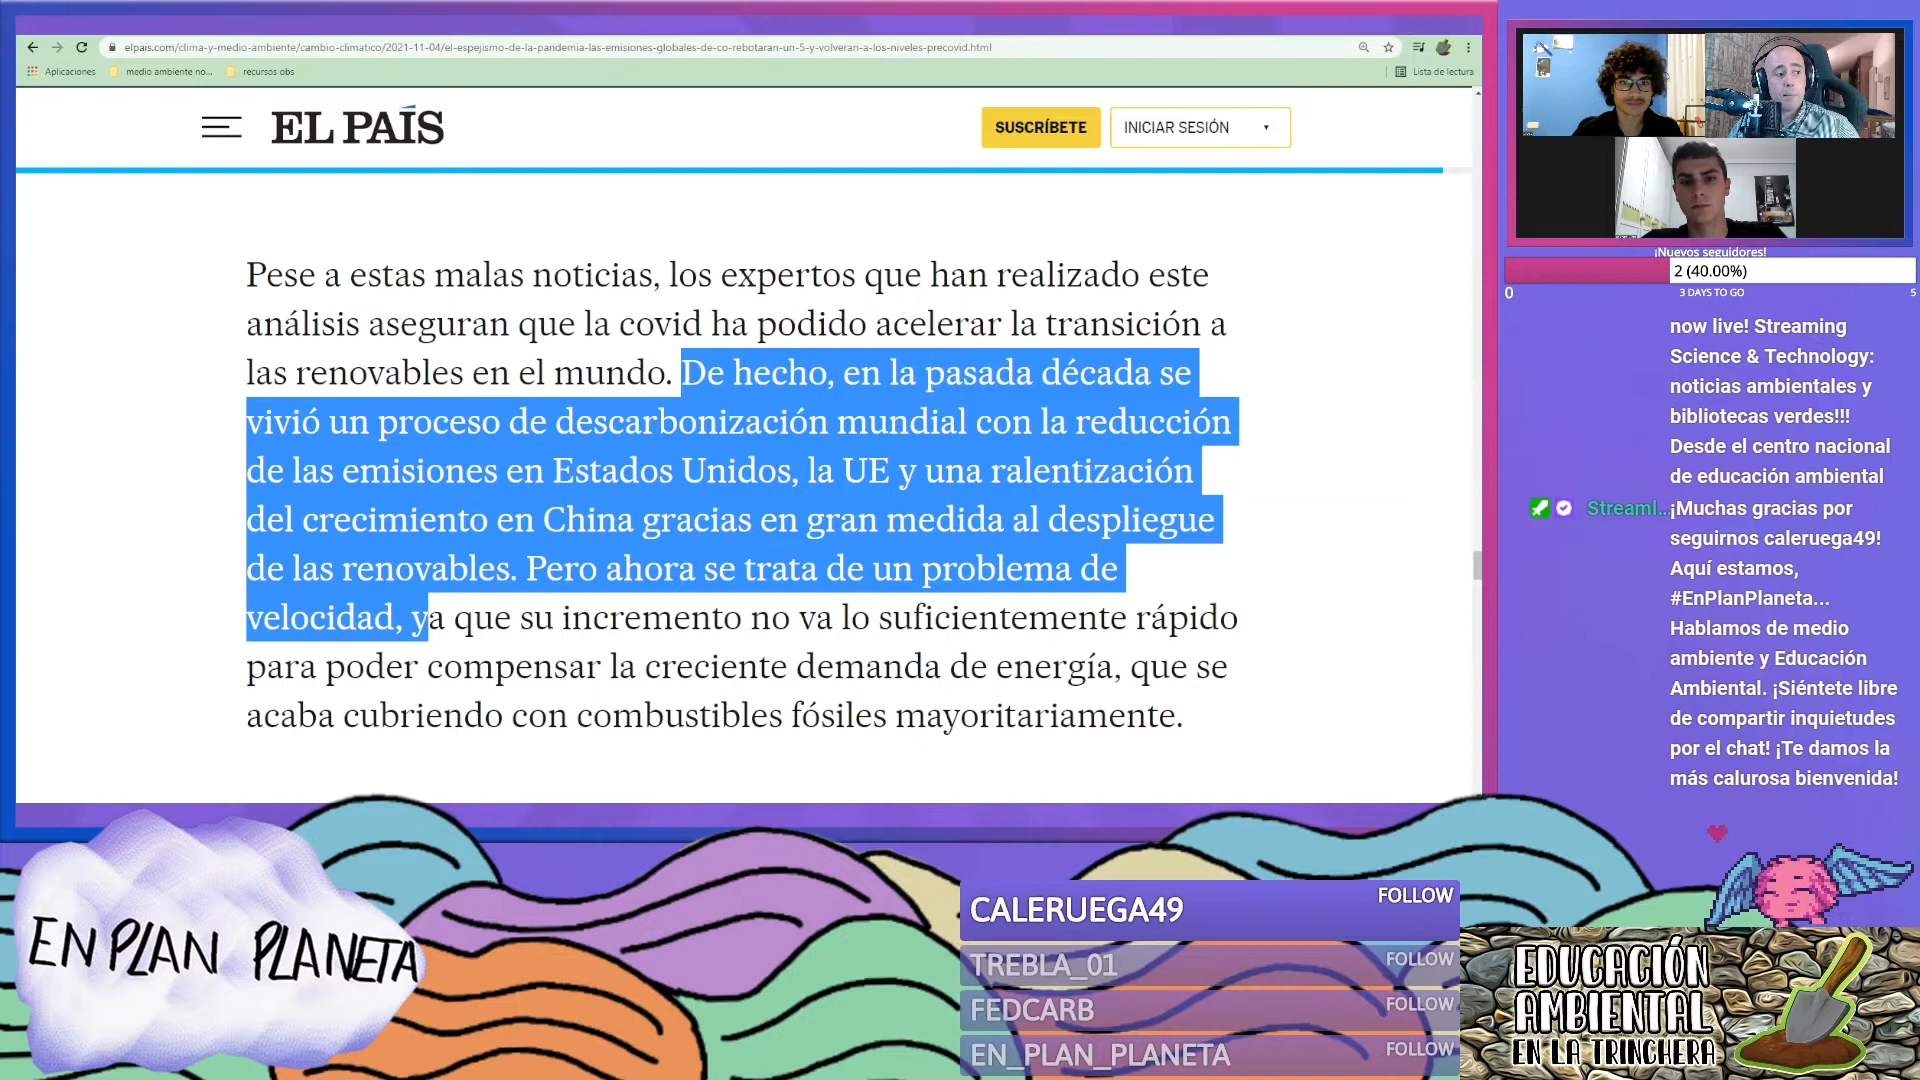 elpais.com/clima-y-medio-ambiente/cambio-climatico/2021-11-04/el-espejismo-de-la-pandemia-las-emisiones-globales-de-co-rebotaran-un-5-y-volveran-a-los-niveles-precovid.html
Aplicaciones
medio ambiente no...
recursos obs
Lista de lectura
EL PAÍS
SUSCRÍBETE
INICIAR SESIÓN
Pese a estas malas noticias, los expertos que han realizado este
análisis aseguran que la covid ha podido acelerar la transición a
las renovables en el mundo. De hecho, en la pasada década se
vivió un proceso de descarbonización mundial con la reducción
de las emisiones en Estados Unidos, la UE y una ralentización
del crecimiento en China gracias en gran medida al despliegue
de las renovables. Pero ahora se trata de un problema de
velocidad, ya que su incremento no va lo suficientemente rápido
para poder compensar la creciente demanda de energía, que se
acaba cubriendo con combustibles fósiles mayoritariamente.
¡Nuevos seguidores!
2 (40.00%)
0
3 DAYS TO GO
5
now live! Streaming
Science & Technology:
noticias ambientales y
bibliotecas verdes!!!
Desde el centro nacional
de educación ambiental
Streaml... ¡Muchas gracias por
seguirnos caleruega49!
Aquí estamos,
#EnPlanPlaneta...
Hablamos de medio
ambiente y Educación
Ambiental. ¡Siéntete libre
de compartir inquietudes
por el chat! ¡Te damos la
más calurosa bienvenida!
EN PLAN PLANETA
CALERUEGA49 FOLLOW
TREBLA_01 FOLLOW
FEDCARB FOLLOW
EN_PLAN_PLANETA FOLLOW
EDUCACIÓN
AMBIENTAL
EN LA TRINCHERA